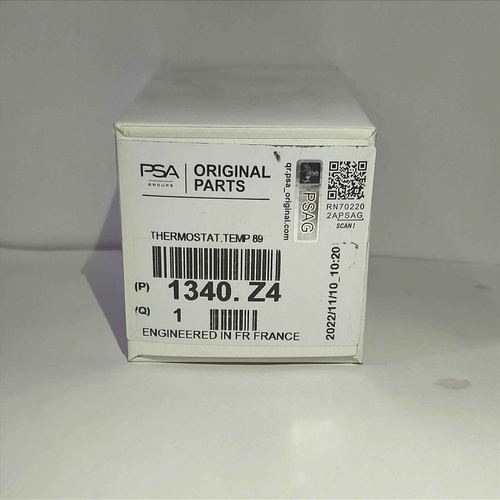 PSA
GROUPE
ORIGINAL
PARTS
qr.psa_original.com
PSAG
RN70220
2APSAG
SCAN!
THERMOSTAT.TEMP 89
(P) 1340. Z4
(Q) 1
ENGINEERED IN FR FRANCE
2022/11/10_10:20